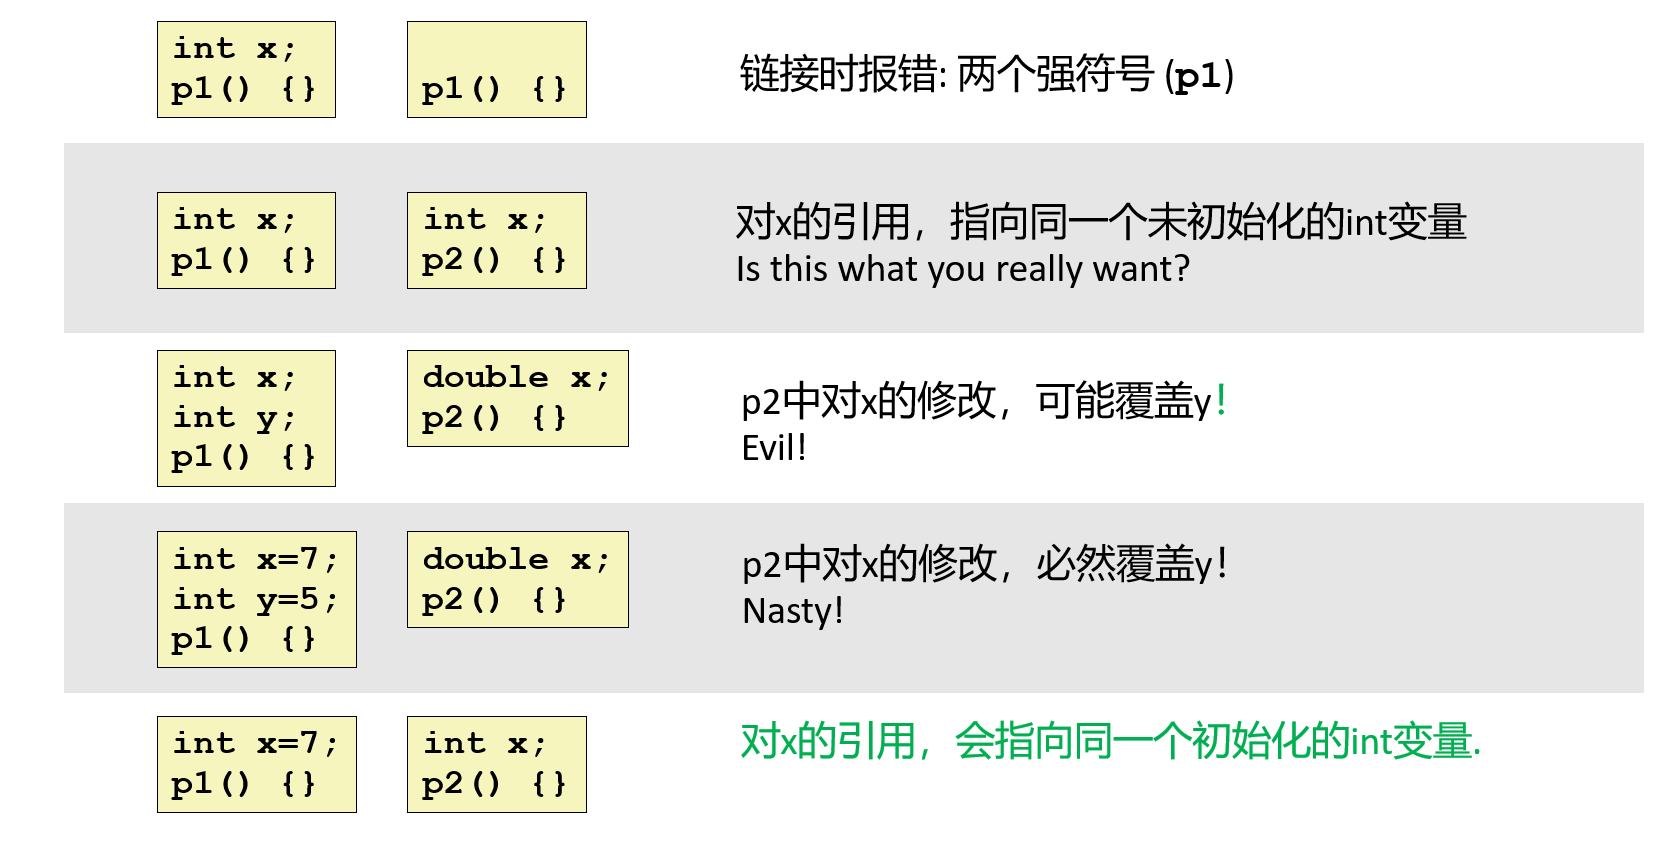 int x;
p1() {}
p1() {}
链接时报错: 两个强符号 (p1)
int x;
p1() {}
int x;
p2() {}
对x的引用，指向同一个未初始化的int变量
Is this what you really want?
int x;
int y;
p1() {}
double x;
p2() {}
p2中对x的修改，可能覆盖y!
Evil!
int x=7;
int y=5;
p1() {}
double x;
p2() {}
p2中对x的修改，必然覆盖y!
Nasty!
int x=7;
p1() {}
int x;
p2() {}
对x的引用，会指向同一个初始化的int变量.